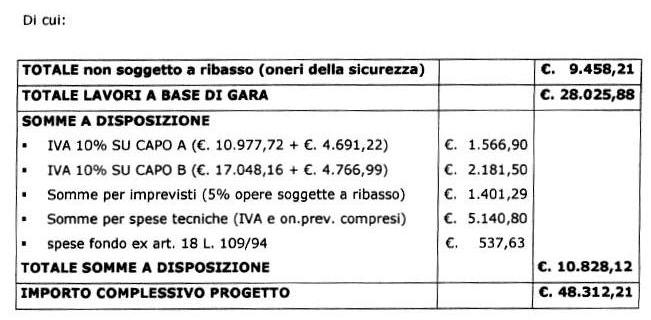 Di cui:
TOTALE non soggetto a ribasso (oneri della sicurezza) €. 9.458,21
TOTALE LAVORI A BASE DI GARA €. 28.025,88
SOMME A DISPOSIZIONE
▪ IVA 10% SU CAPO A (€. 10.977,72 + €. 4.691,22) €. 1.566,90
▪ IVA 10% SU CAPO B (€. 17.048,16 + €. 4.766,99) €. 2.181,50
▪ Somme per imprevisti (5% opere soggette a ribasso) €. 1.401,29
▪ Somme per spese tecniche (IVA e on.prev. compresi) €. 5.140,80
▪ spese fondo ex art. 18 L. 109/94 €. 537,63
TOTALE SOMME A DISPOSIZIONE €. 10.828,12
IMPORTO COMPLESSIVO PROGETTO €. 48.312,21